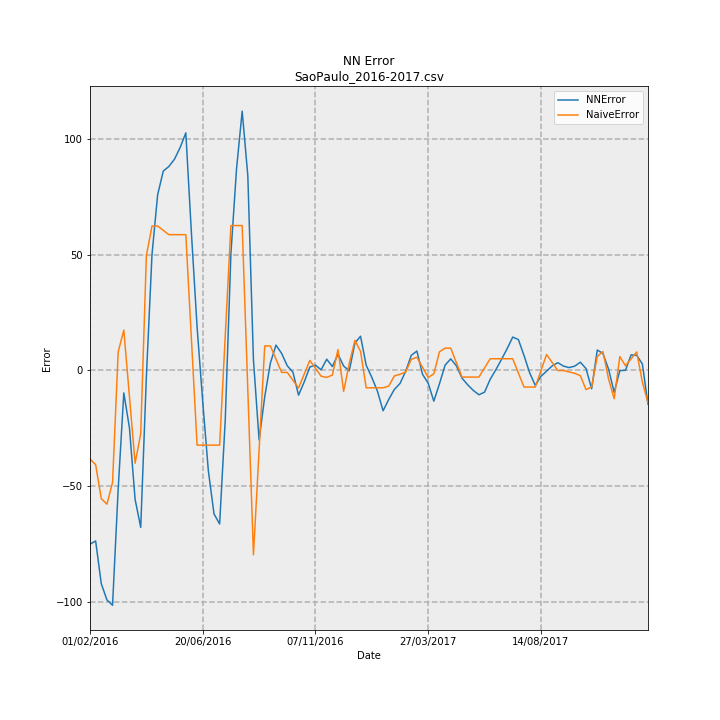 NN Error
SaoPaulo_2016-2017.csv
NNError
NaiveError
100
50
0
−50
−100
Error
01/02/2016 20/06/2016 07/11/2016 27/03/2017 14/08/2017
Date